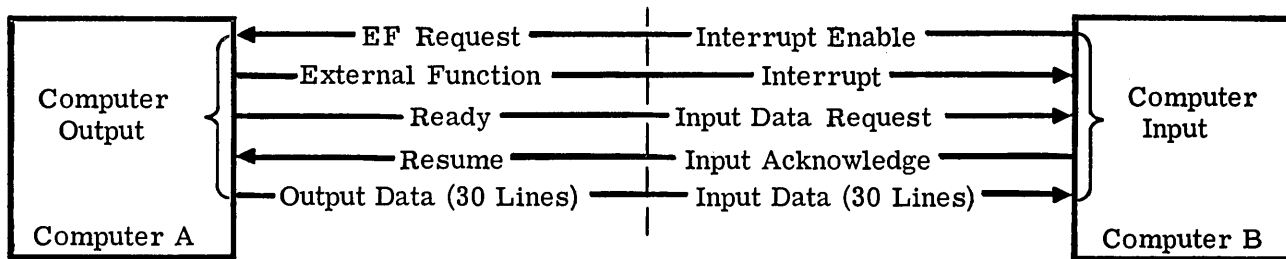 EF Request Interrupt Enable
External Function Interrupt
Computer Output
Ready Input Data Request
Computer Input
Resume Input Acknowledge
Output Data (30 Lines) Input Data (30 Lines)
Computer A
Computer B